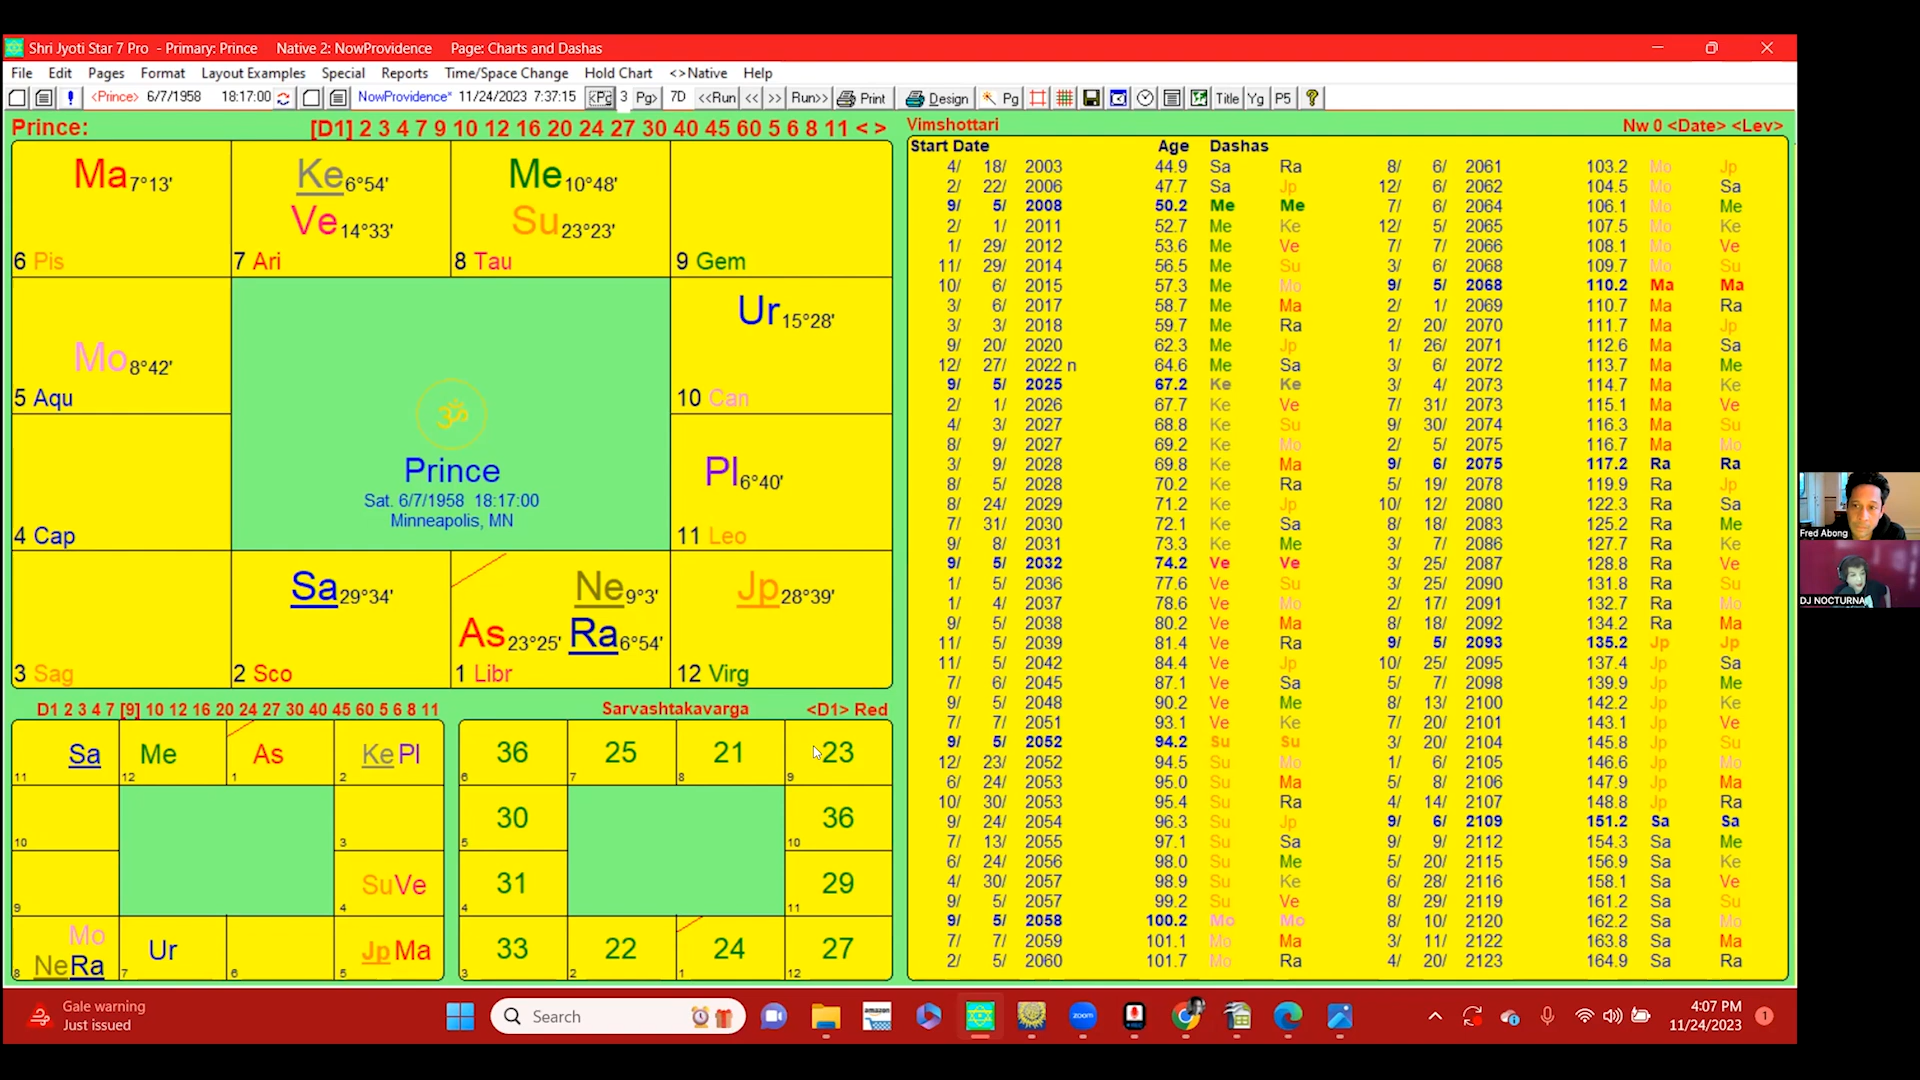 Shri Jyoti Star 7 Pro - Primary: Prince Native 2: NowProvidence Page: Charts and Dashas
File Edit Pages Format Layout Examples Special Reports Time/Space Change Hold Chart <>Native Help
<Prince> 6/7/1958 18:17:00 NowProvidence* 11/24/2023 7:37:15 <Pg 3 Pg> 7D <<Run << >> Run>> Print Design Pg Title Yg P5
Prince: [D1] 2 3 4 7 9 10 12 16 20 24 27 30 40 45 60 5 6 8 11 < >
Ma 7°13'
6 Pis
Ke 6°54'
Ve 14°33'
7 Ari
Me 10°48'
Su 23°23'
8 Tau
9 Gem
Mo 8°42'
5 Aqu
Ur 15°28'
10 Can
4 Cap
Pl 6°40'
11 Leo
ॐ
Prince
Sat. 6/7/1958 18:17:00
Minneapolis, MN
3 Sag
Sa 29°34'
2 Sco
Ne 9°3'
As 23°25' Ra 6°54'
1 Libr
Jp 28°39'
12 Virg
D1 2 3 4 7 [9] 10 12 16 20 24 27 30 40 45 60 5 6 8 11
Sa Me As Ke Pl
11 12 1 2
10 3
Su Ve
9 4
Mo
Ne Ra Ur Jp Ma
8 7 6 5
Sarvashtakavarga <D1> Red
36 25 21 23
6 7 8 9
30 36
5 10
31 29
4 11
33 22 24 27
3 2 1 12
Vimshottari Nw 0 <Date> <Lev>
Start Date Age Dashas
4/ 18/ 2003 44.9 Sa Ra 8/ 6/ 2061 103.2 Mo Jp
2/ 22/ 2006 47.7 Sa Jp 12/ 6/ 2062 104.5 Mo Sa
9/ 5/ 2008 50.2 Me Me 7/ 6/ 2064 106.1 Mo Me
2/ 1/ 2011 52.7 Me Ke 12/ 5/ 2065 107.5 Mo Ke
1/ 29/ 2012 53.6 Me Ve 7/ 7/ 2066 108.1 Mo Ve
11/ 29/ 2014 56.5 Me Su 3/ 6/ 2068 109.7 Mo Su
10/ 6/ 2015 57.3 Me Mo 9/ 5/ 2068 110.2 Ma Ma
3/ 6/ 2017 58.7 Me Ma 2/ 1/ 2069 110.7 Ma Ra
3/ 3/ 2018 59.7 Me Ra 2/ 20/ 2070 111.7 Ma Jp
9/ 20/ 2020 62.3 Me Jp 1/ 26/ 2071 112.6 Ma Sa
12/ 27/ 2022 n 64.6 Me Sa 3/ 6/ 2072 113.7 Ma Me
9/ 5/ 2025 67.2 Ke Ke 3/ 4/ 2073 114.7 Ma Ke
2/ 1/ 2026 67.7 Ke Ve 7/ 31/ 2073 115.1 Ma Ve
4/ 3/ 2027 68.8 Ke Su 9/ 30/ 2074 116.3 Ma Su
8/ 9/ 2027 69.2 Ke Mo 2/ 5/ 2075 116.7 Ma Mo
3/ 9/ 2028 69.8 Ke Ma 9/ 6/ 2075 117.2 Ra Ra
8/ 5/ 2028 70.2 Ke Ra 5/ 19/ 2078 119.9 Ra Jp
8/ 24/ 2029 71.2 Ke Jp 10/ 12/ 2080 122.3 Ra Sa
7/ 31/ 2030 72.1 Ke Sa 8/ 18/ 2083 125.2 Ra Me
9/ 8/ 2031 73.3 Ke Me 3/ 7/ 2086 127.7 Ra Ke
9/ 5/ 2032 74.2 Ve Ve 3/ 25/ 2087 128.8 Ra Ve
1/ 5/ 2036 77.6 Ve Su 3/ 25/ 2090 131.8 Ra Su
1/ 4/ 2037 78.6 Ve Mo 2/ 17/ 2091 132.7 Ra Mo
9/ 5/ 2038 80.2 Ve Ma 8/ 18/ 2092 134.2 Ra Ma
11/ 5/ 2039 81.4 Ve Ra 9/ 5/ 2093 135.2 Jp Jp
11/ 5/ 2042 84.4 Ve Jp 10/ 25/ 2095 137.4 Jp Sa
7/ 6/ 2045 87.1 Ve Sa 5/ 7/ 2098 139.9 Jp Me
9/ 5/ 2048 90.2 Ve Me 8/ 13/ 2100 142.2 Jp Ke
7/ 7/ 2051 93.1 Ve Ke 7/ 20/ 2101 143.1 Jp Ve
9/ 5/ 2052 94.2 Su Su 3/ 20/ 2104 145.8 Jp Su
12/ 23/ 2052 94.5 Su Mo 1/ 6/ 2105 146.6 Jp Mo
6/ 24/ 2053 95.0 Su Ma 5/ 8/ 2106 147.9 Jp Ma
10/ 30/ 2053 95.4 Su Ra 4/ 14/ 2107 148.8 Jp Ra
9/ 24/ 2054 96.3 Su Jp 9/ 6/ 2109 151.2 Sa Sa
7/ 13/ 2055 97.1 Su Sa 9/ 9/ 2112 154.3 Sa Me
6/ 24/ 2056 98.0 Su Me 5/ 20/ 2115 156.9 Sa Ke
4/ 30/ 2057 98.9 Su Ke 6/ 28/ 2116 158.1 Sa Ve
9/ 5/ 2057 99.2 Su Ve 8/ 29/ 2119 161.2 Sa Su
9/ 5/ 2058 100.2 Mo Mo 8/ 10/ 2120 162.2 Sa Mo
7/ 7/ 2059 101.1 Mo Ma 3/ 11/ 2122 163.8 Sa Ma
2/ 5/ 2060 101.7 Mo Ra 4/ 20/ 2123 164.9 Sa Ra
Fred Abong
DJ NOCTURNA
Gale warning
Just issued
Search
amazon
zoom
4:07 PM
11/24/2023
1